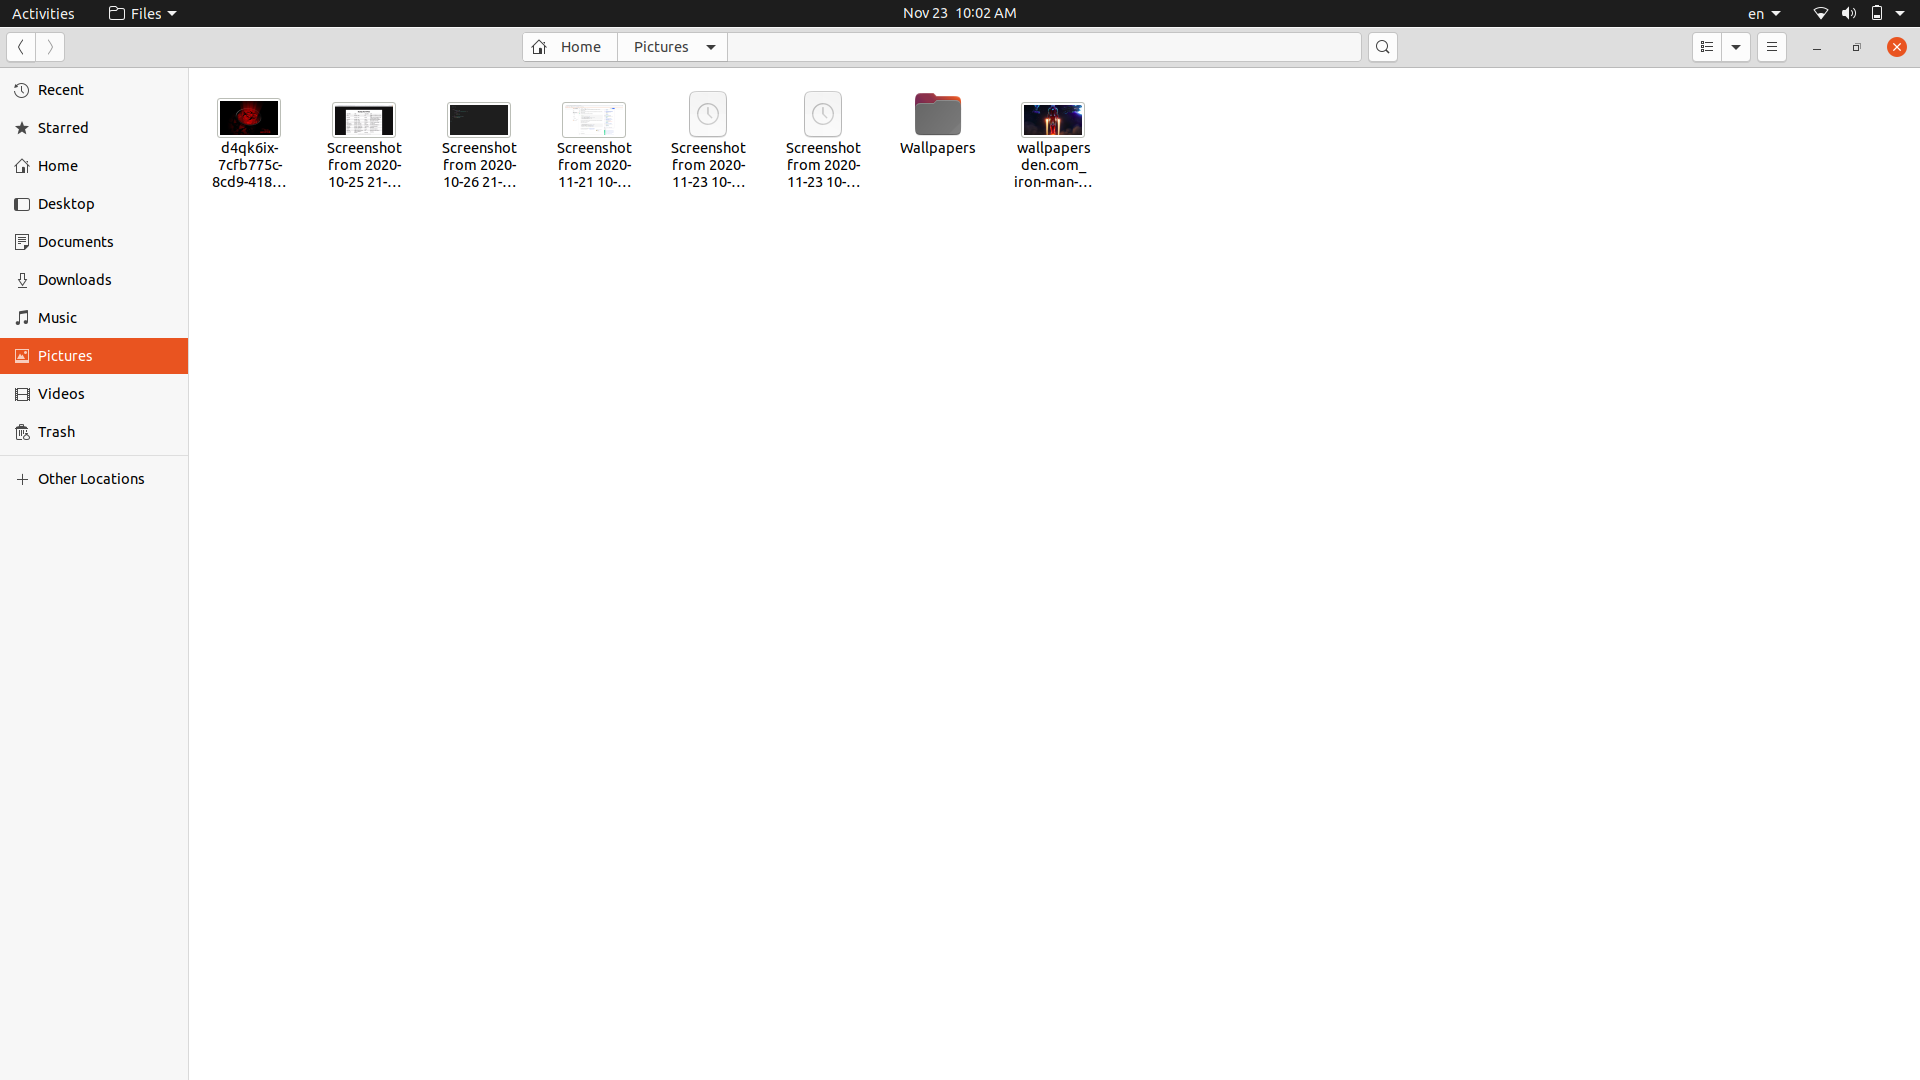 Activities Files Nov 23 10:02 AM en
Home Pictures
Recent
Starred
Home
Desktop
Documents
Downloads
Music
Pictures
Videos
Trash
Other Locations
d4qk6ix-
7cfb775c-
8cd9-418...
Screenshot
from 2020-
10-25 21-...
Screenshot
from 2020-
10-26 21-...
Screenshot
from 2020-
11-21 10-...
Screenshot
from 2020-
11-23 10-...
Screenshot
from 2020-
11-23 10-...
Wallpapers
wallpapers
den.com_
iron-man-...